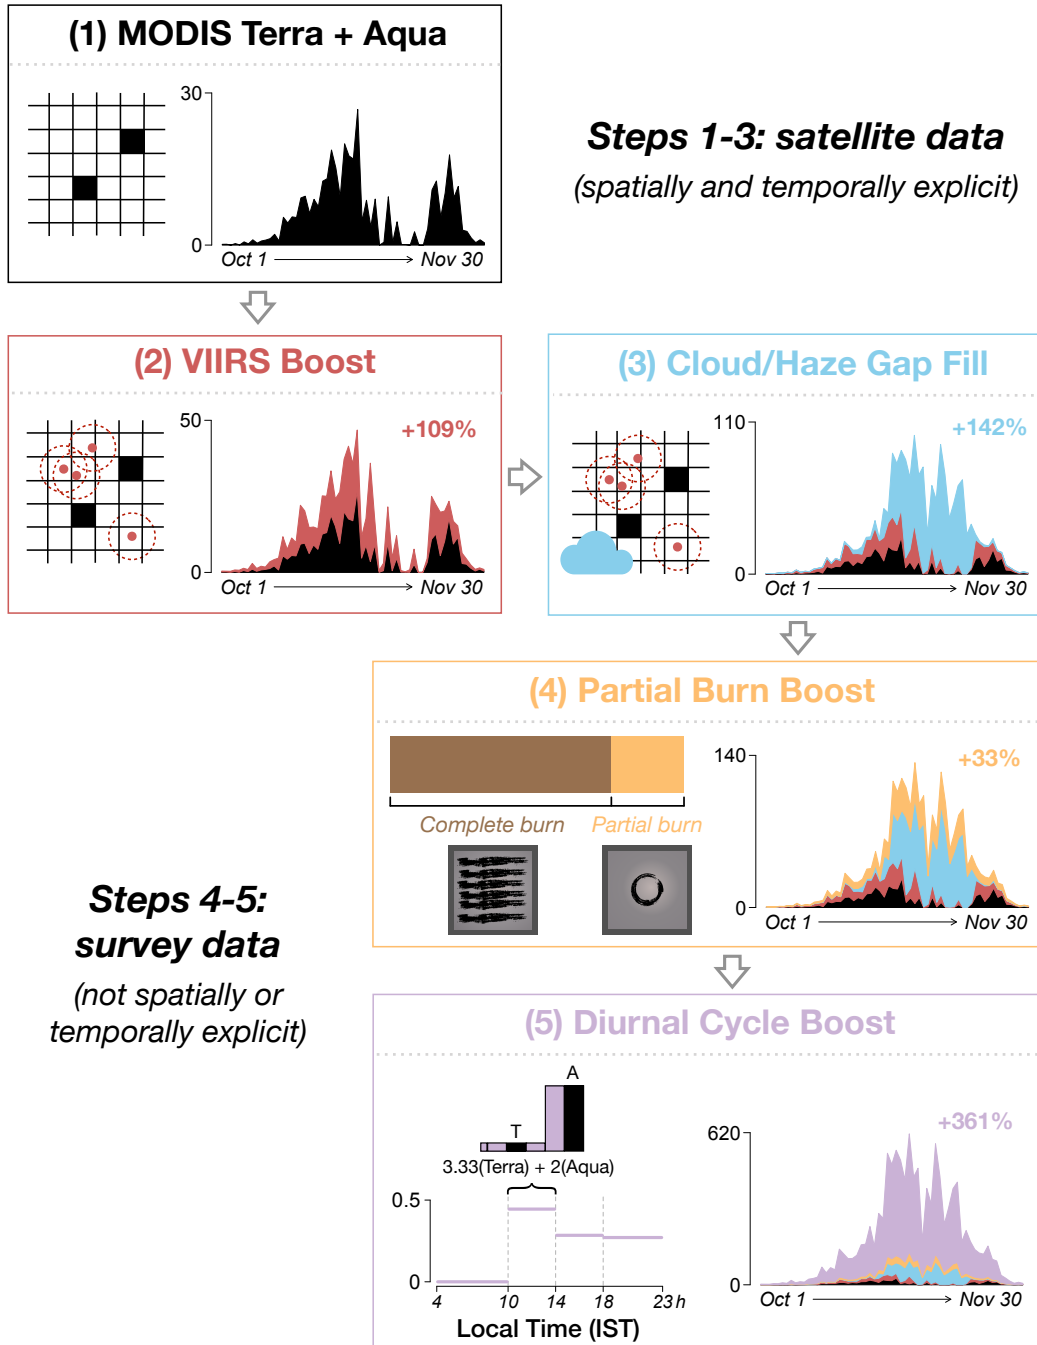 (1) MODIS Terra + Aqua
30
0
Oct 1
Nov 30
Steps 1-3: satellite data
(spatially and temporally explicit)
(2) VIIRS Boost
50
+109%
0
Oct 1
Nov 30
(3) Cloud/Haze Gap Fill
110
+142%
0
Oct 1
Nov 30
(4) Partial Burn Boost
Complete burn
Partial burn
140
+33%
0
Oct 1
Nov 30
Steps 4-5:
survey data
(not spatially or
temporally explicit)
(5) Diurnal Cycle Boost
A
T
3.33(Terra) + 2(Aqua)
0.5
0
4 10 14 18 23 h
Local Time (IST)
620
+361%
0
Oct 1
Nov 30